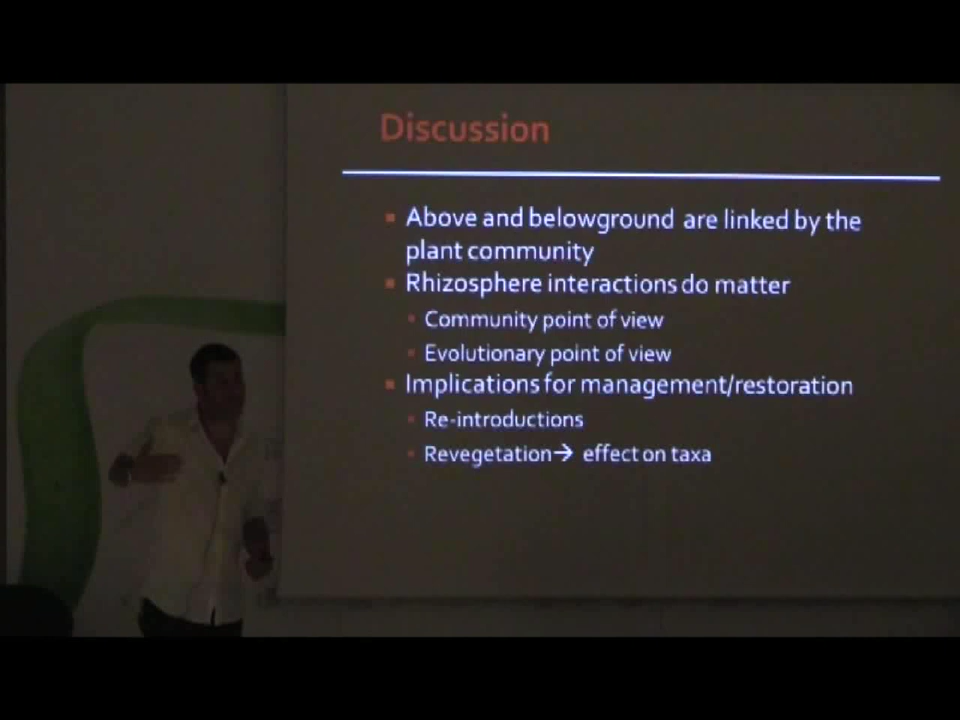 Discussion
Above and belowground are linked by the
plant community
Rhizosphere interactions do matter
Community point of view
Evolutionary point of view
Implications for management/restoration
Re-introductions
Revegetation→ effect on taxa